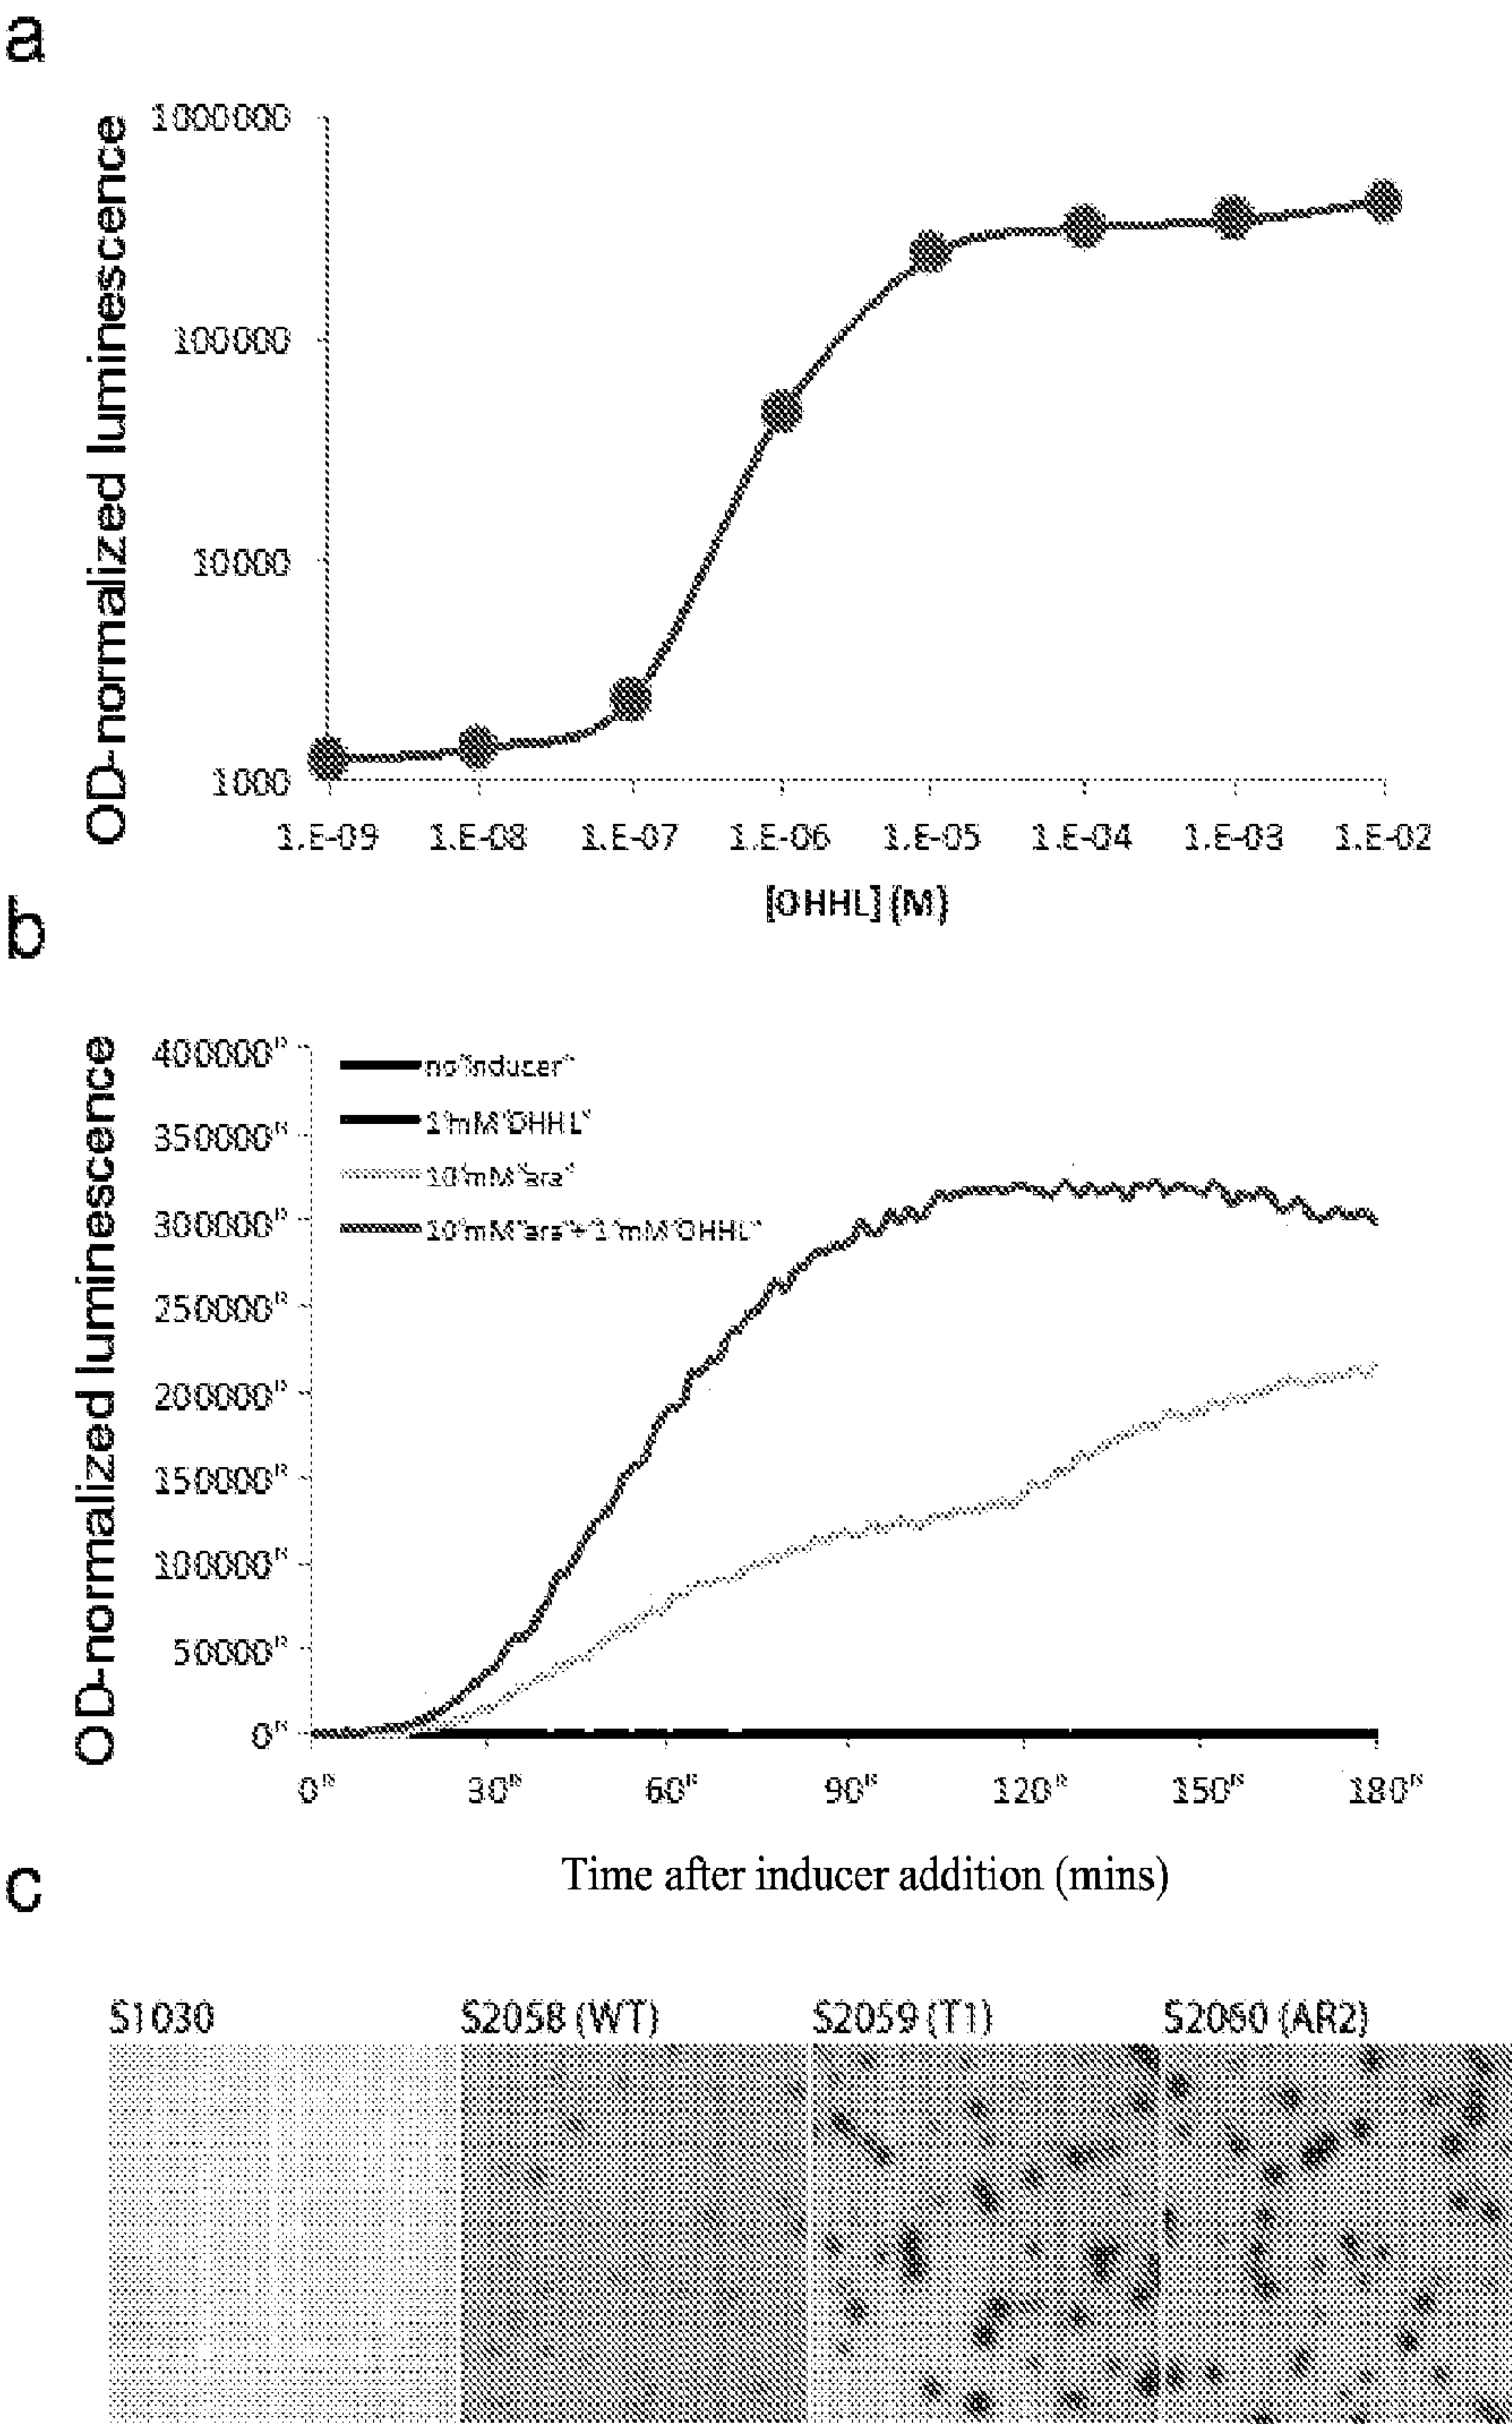 a
OD-normalized luminescence
1000000
100000
10000
1000
1.E-09 1.E-08 1.E-07 1.E-06 1.E-05 1.E-04 1.E-03 1.E-02
[OHHL] (M)
b
OD-normalized luminescence
400000
350000
300000
250000
200000
150000
100000
50000
0
no inducer
1 mM OHHL
10 mM ara
10 mM ara + 1 mM OHHL
0 30 60 90 120 150 180
Time after inducer addition (mins)
c
S1030 S2058 (WT) S2059 (T1) S2060 (AR2)